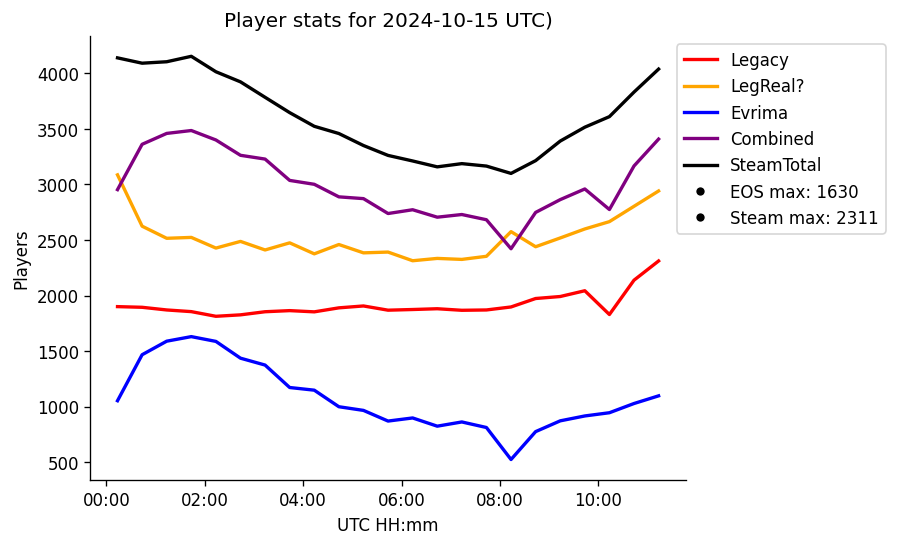 Player stats for 2024-10-15 UTC)
Players
4000
3500
3000
2500
2000
1500
1000
500
00:00
02:00
04:00
06:00
08:00
10:00
UTC HH:mm
Legacy
LegReal?
Evrima
Combined
SteamTotal
EOS max: 1630
Steam max: 2311